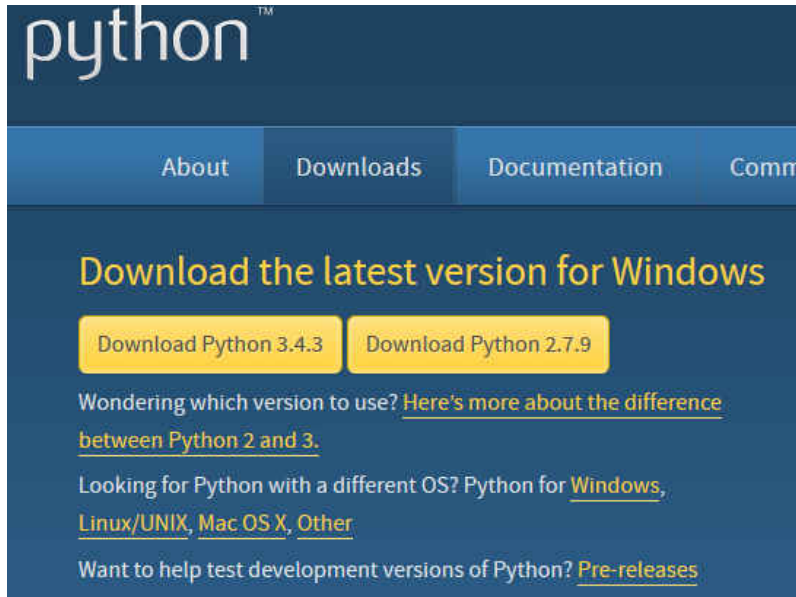 python™
About Downloads Documentation Comm
Download the latest version for Windows
Download Python 3.4.3 Download Python 2.7.9
Wondering which version to use? Here's more about the difference
between Python 2 and 3.
Looking for Python with a different OS? Python for Windows,
Linux/UNIX, Mac OS X, Other
Want to help test development versions of Python? Pre-releases